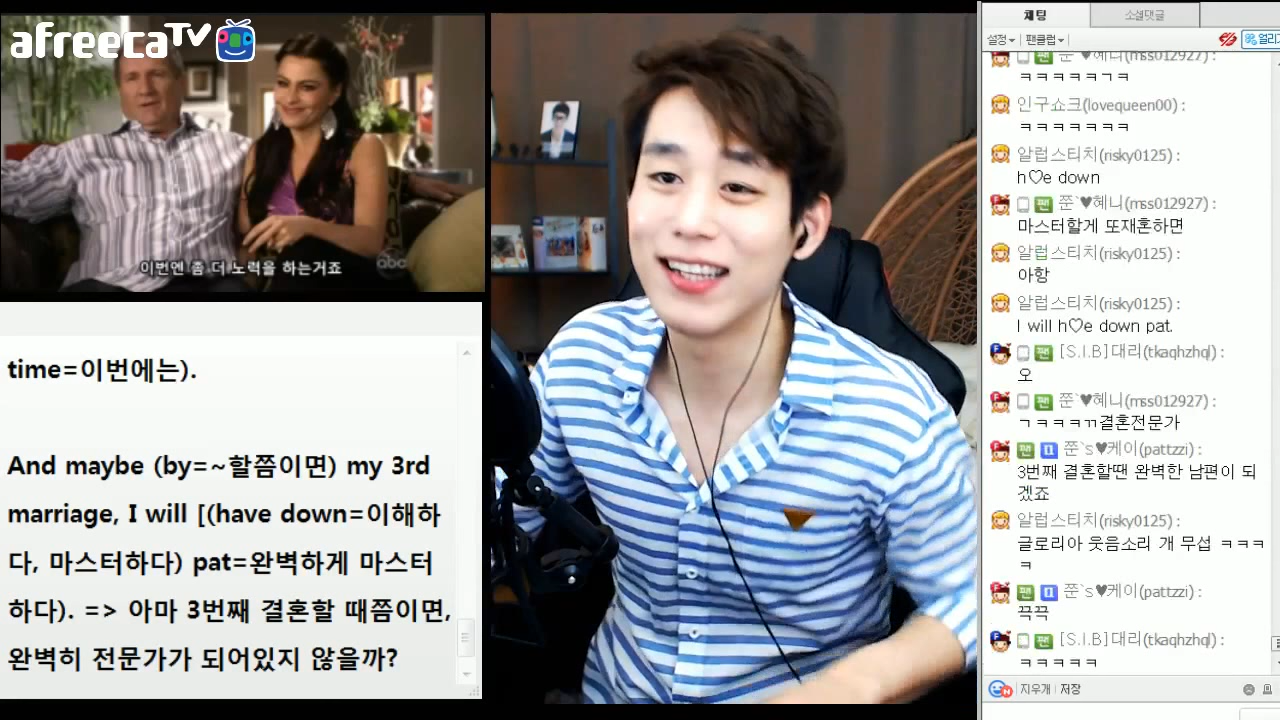 afreecaTV
이번엔 좀 더 노력을 하는거죠
abc
time=이번에는).
And maybe (by=~할쯤이면) my 3rd
marriage, I will [(have down=이해하
다, 마스터하다) pat=완벽하게 마스터
하다). => 아마 3번째 결혼할 때쯤이면,
완벽히 전문가가 되어있지 않을까?
채팅
소셜댓글
설정 팬클럽
쭌`♥혜니(mss012927) :
ㅋㅋㅋㅋㅋㄱㅋ
인구쇼크(lovequeen00) :
ㅋㅋㅋㅋㅋㅋㅋ
알럽스티치(risky0125) :
h♡e down
쭌`♥혜니(mss012927) :
마스터할게 또재혼하면
알럽스티치(risky0125) :
아항
알럽스티치(risky0125) :
I will h♡e down pat.
[S.I.B]대리(tkaqhzhql) :
오
쭌`♥혜니(mss012927) :
ㄱㅋㅋㅋㄲ결혼전문가
쭌`s♥케이(pattzzi) :
3번째 결혼할땐 완벽한 남편이 되
겠죠
알럽스티치(risky0125) :
글로리아 웃음소리 개 무섭 ㅋㅋㅋ
ㅋ
쭌`s♥케이(pattzzi) :
끅끅
[S.I.B]대리(tkaqhzhql) :
ㅋㅋㅋㅋㅋ
지우개 저장